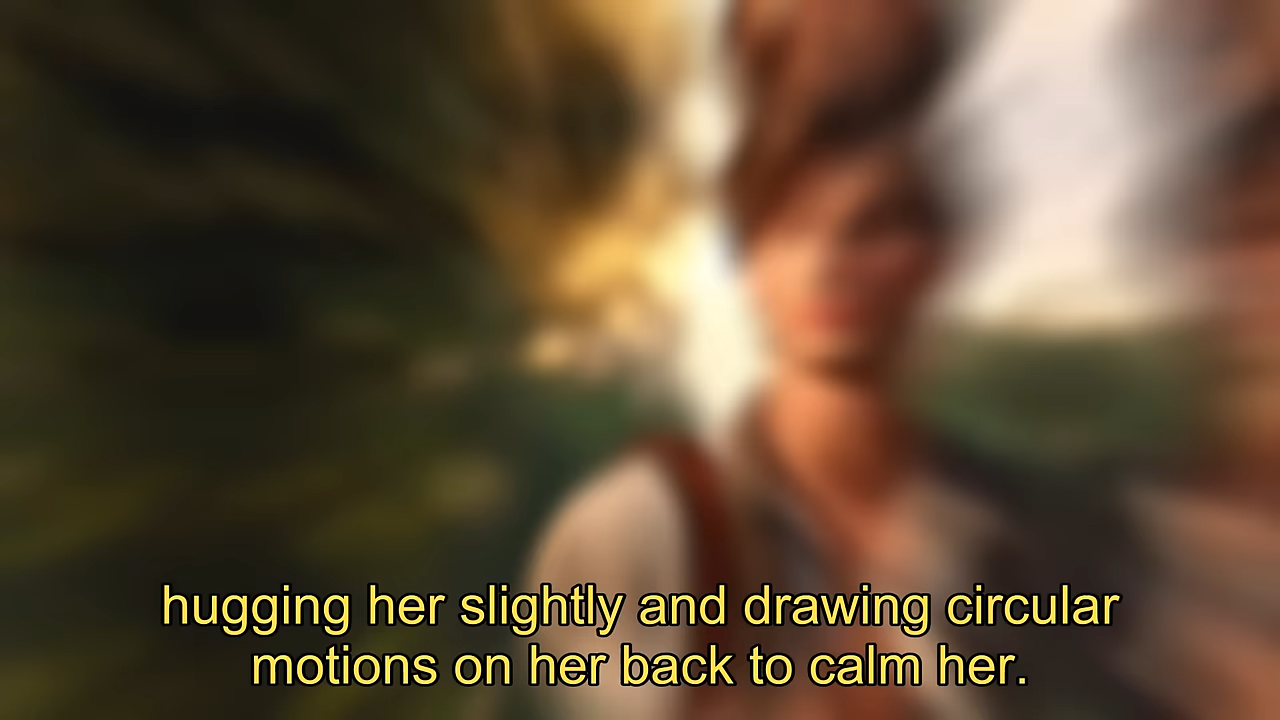 hugging her slightly and drawing circular
motions on her back to calm her.